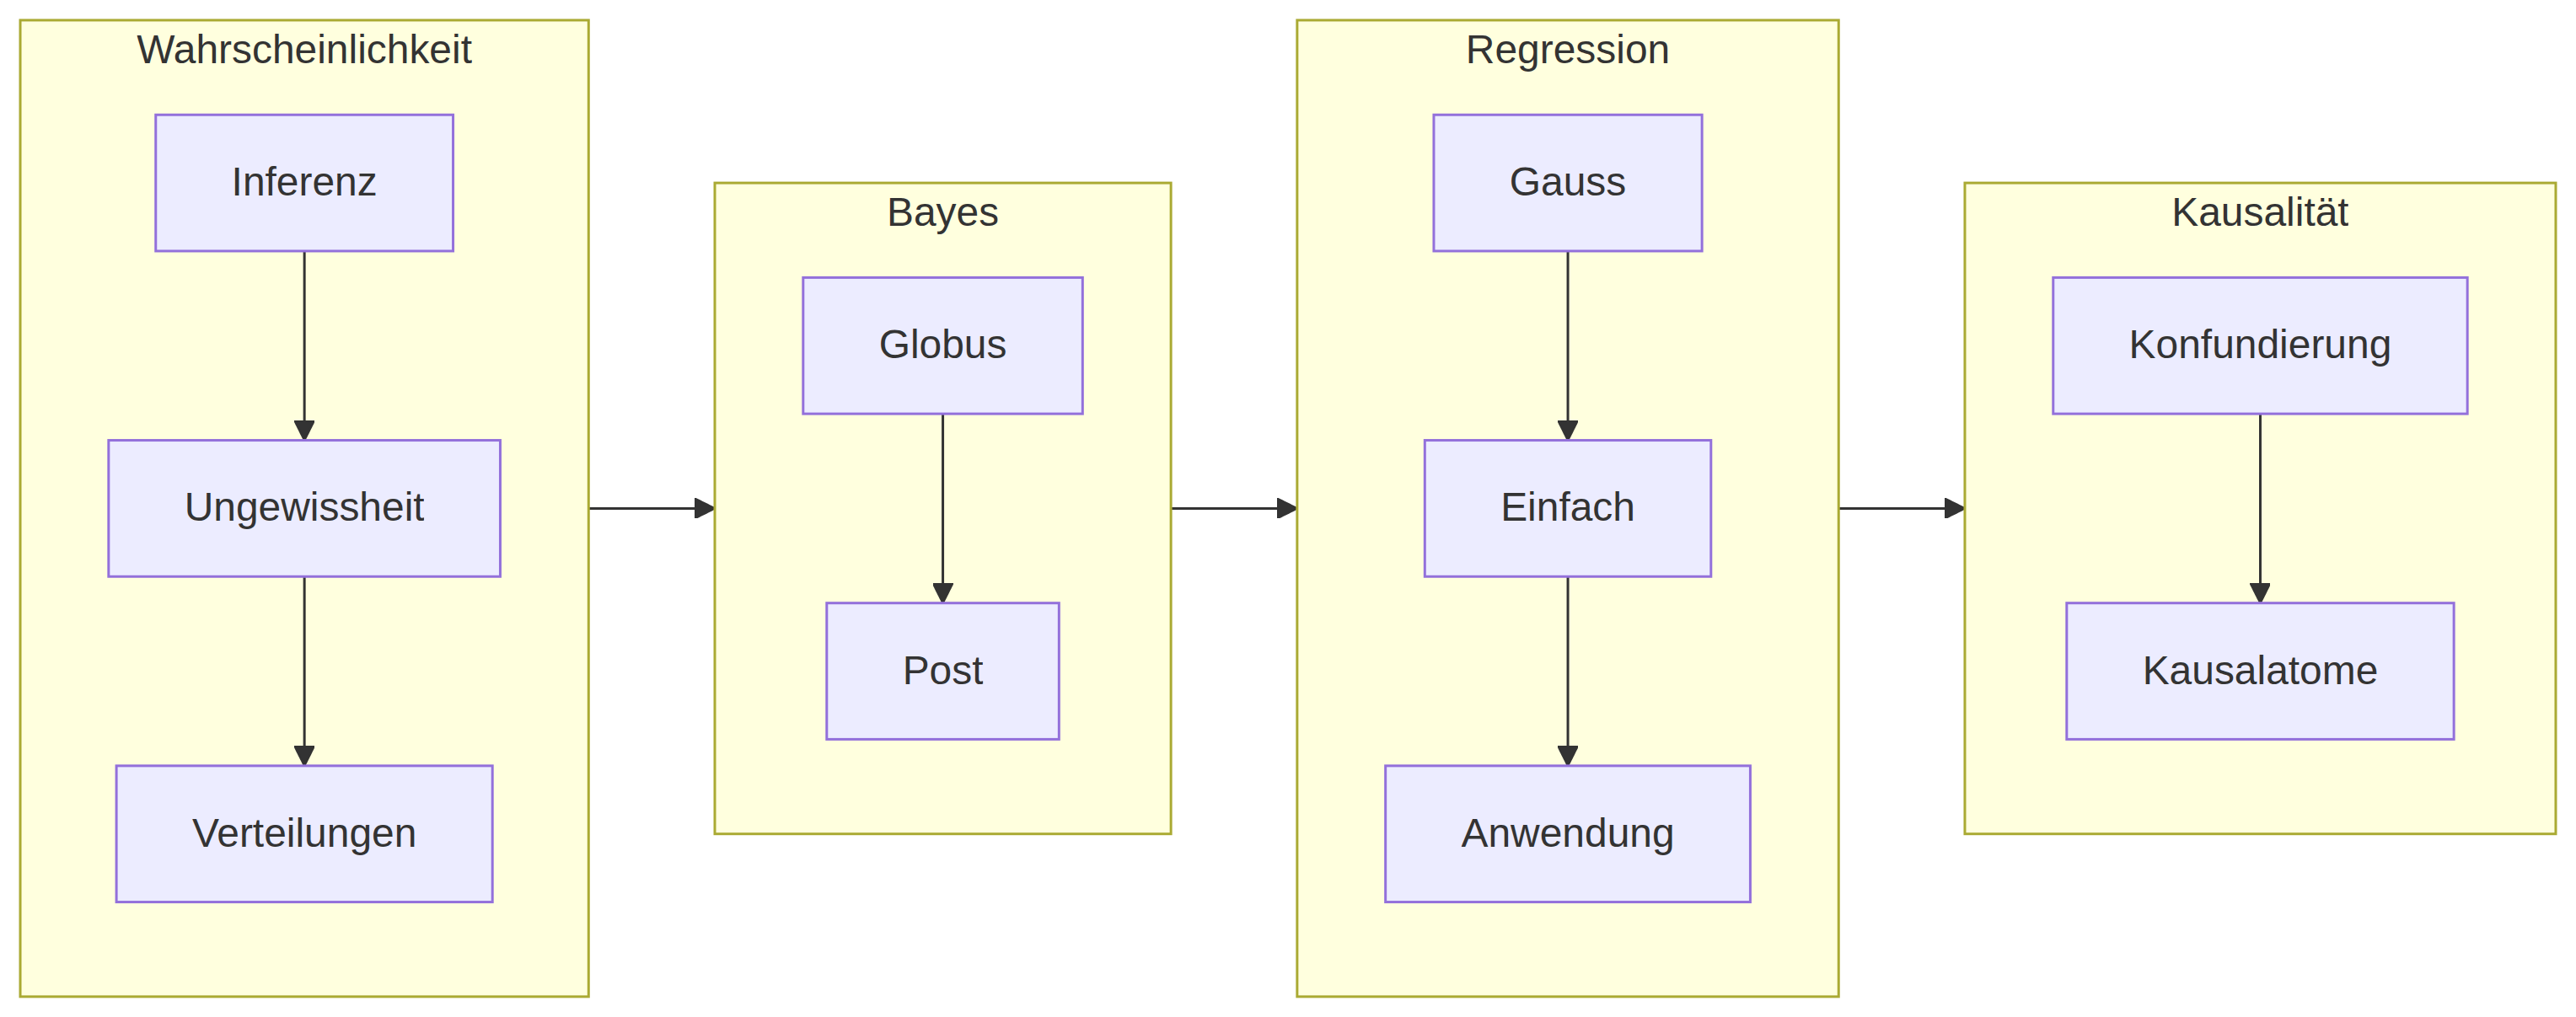 Wahrscheinlichkeit
Inferenz
Ungewissheit
Verteilungen
Bayes
Globus
Post
Regression
Gauss
Einfach
Anwendung
Kausalität
Konfundierung
Kausalatome